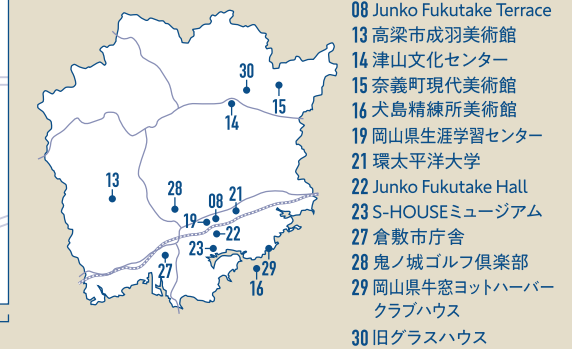 30
15
14
13
28
08
21
19
22
23
27
29
16
08 Junko Fukutake Terrace
13 高梁市成羽美術館
14 津山文化センター
15 奈義町現代美術館
16 犬島精練所美術館
19 岡山県生涯学習センター
21 環太平洋大学
22 Junko Fukutake Hall
23 S-HOUSEミュージアム
27 倉敷市庁舎
28 鬼ノ城ゴルフ倶楽部
29 岡山県牛窓ヨットハーバー
クラブハウス
30 旧グラスハウス